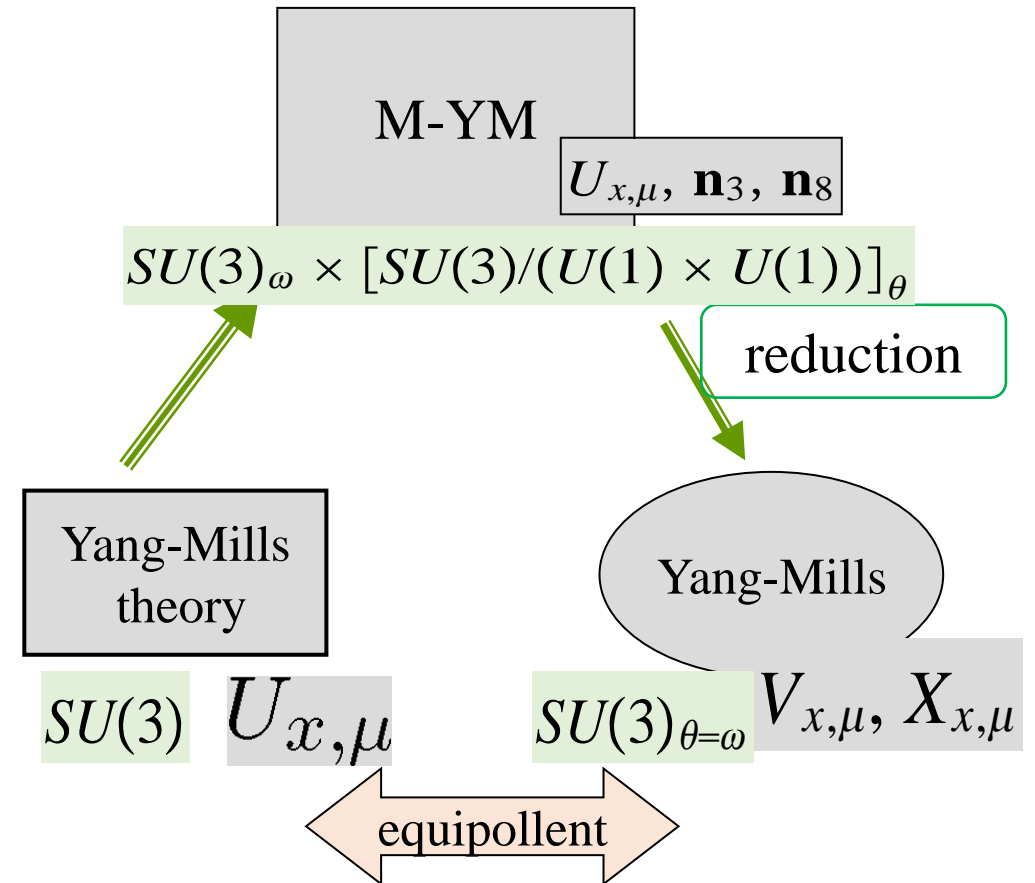 M-YM
U_{x,μ}, n_3, n_8
SU(3)_ω × [SU(3)/(U(1) × U(1))]_θ
reduction
Yang-Mills
theory
Yang-Mills
SU(3) U_{x,μ}
SU(3)_{θ=ω} V_{x,μ}, X_{x,μ}
equipollent